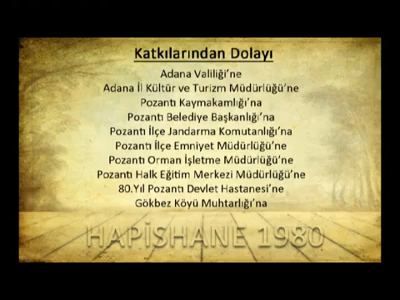 Katkılarından Dolayı
Adana Valiliği'ne
Adana İl Kültür ve Turizm Müdürlüğü'ne
Pozantı Kaymakamlığı'na
Pozantı Belediye Başkanlığı'na
Pozantı İlçe Jandarma Komutanlığı'na
Pozantı İlçe Emniyet Müdürlüğü'ne
Pozantı Orman İşletme Müdürlüğü'ne
Pozantı Halk Eğitim Merkezi Müdürlüğü'ne
80.Yıl Pozantı Devlet Hastanesi'ne
Gökbez Köyü Muhtarlığı'na
HAPİSHANE 1980